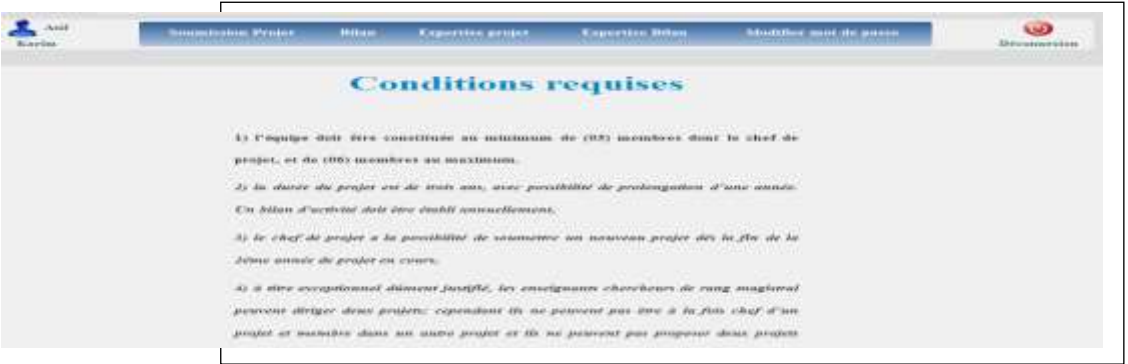 Karim
Soumission Projet Bilan Expertise projet Expertise Bilan Modifier mot de passe
Déconnexion
Conditions requises
1) l'équipe doit être constituée au minimum de membres dont le chef de
projet, et de (06) membres au maximum.
2) la durée du projet est de trois ans, avec possibilité de prolongation d'une année.
Un bilan d'activité doit être établi annuellement.
3) le chef de projet a la possibilité de soumettre un nouveau projet dès la fin de la
2ème année de projet en cours.
4) à titre exceptionnel dûment justifié, les enseignants chercheurs de rang magistral
peuvent diriger deux projets; cependant ils ne peuvent pas être à la fois chef d'un
projet et membre dans un autre projet et ils ne peuvent pas proposer deux projets